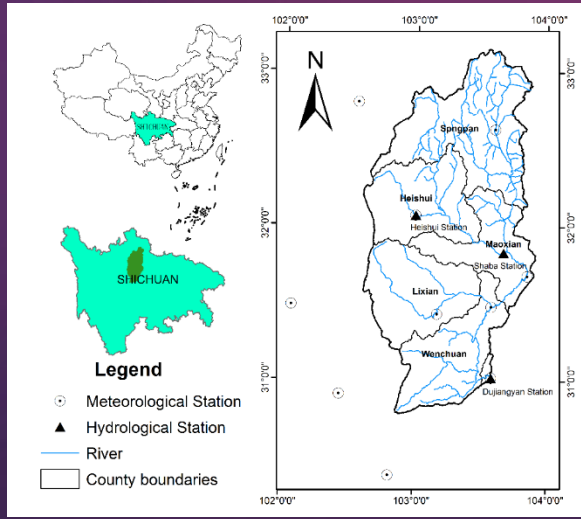 SHICHUAN
SHICHUAN
Legend
Meteorological Station
Hydrological Station
River
County boundaries
102°0'0" 103°0'0" 104°0'0"
N
33°0'0" 33°0'0"
Songpan
Heishui
Heishui Station
32°0'0" 32°0'0"
Maoxian
Shaba Station
Lixian
Wenchuan
31°0'0" 31°0'0"
Dujiangyan Station
102°0'0" 103°0'0" 104°0'0"